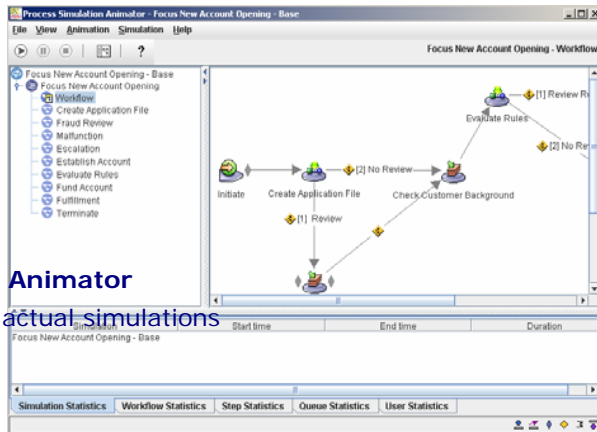 Process Simulation Animator - Focus New Account Opening - Base
File View Animation Simulation Help
?
Focus New Account Opening - Workflow
Focus New Account Opening - Base
Focus New Account Opening
Workflow
Create Application File
Fraud Review
Malfunction
Escalation
Establish Account
Evaluate Rules
Fund Account
Fulfillment
Terminate
[1] Review
Evaluate Rules
[2] No
Initiate
Create Application File
[2] No Review
Check Customer Background
[1] Review
Animator
actual simulations
Simulation Start time End time Duration
Focus New Account Opening - Base
Simulation Statistics Workflow Statistics Step Statistics Queue Statistics User Statistics